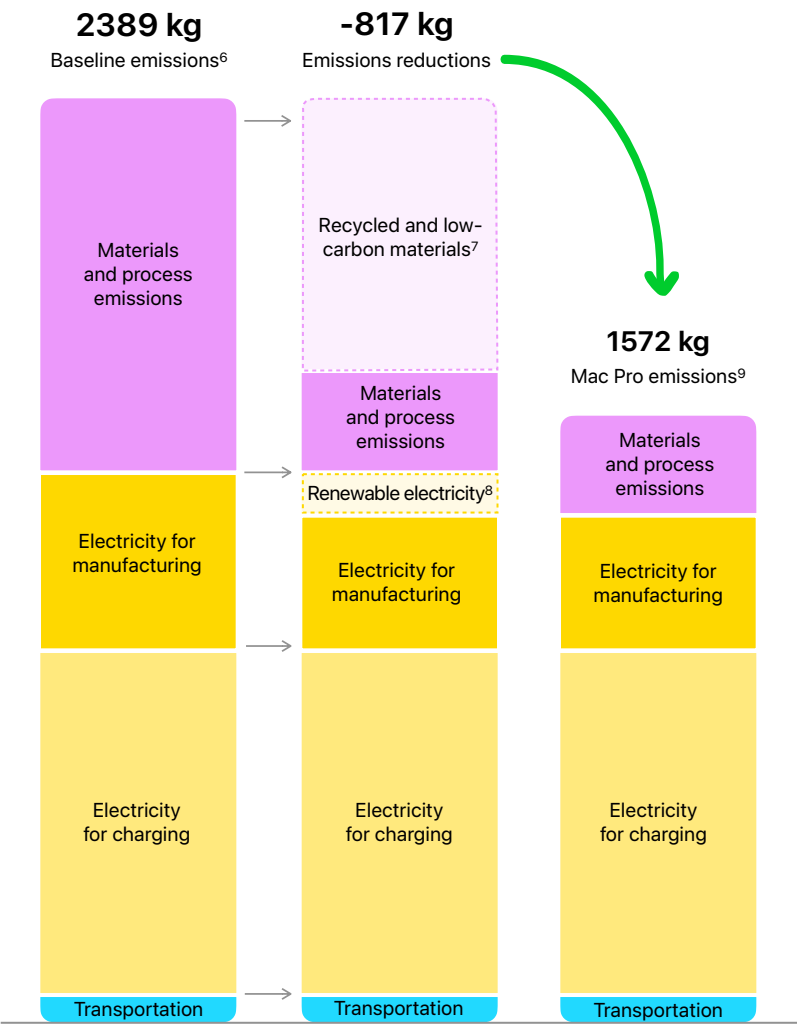 2389 kg
Baseline emissions⁶
-817 kg
Emissions reductions
Materials
and process
emissions
Recycled and low-
carbon materials⁷
Materials
and process
emissions
1572 kg
Mac Pro emissions⁹
Materials
and process
emissions
Renewable electricity⁸
Electricity for
manufacturing
Electricity for
manufacturing
Electricity for
manufacturing
Electricity
for charging
Electricity
for charging
Electricity
for charging
Transportation
Transportation
Transportation